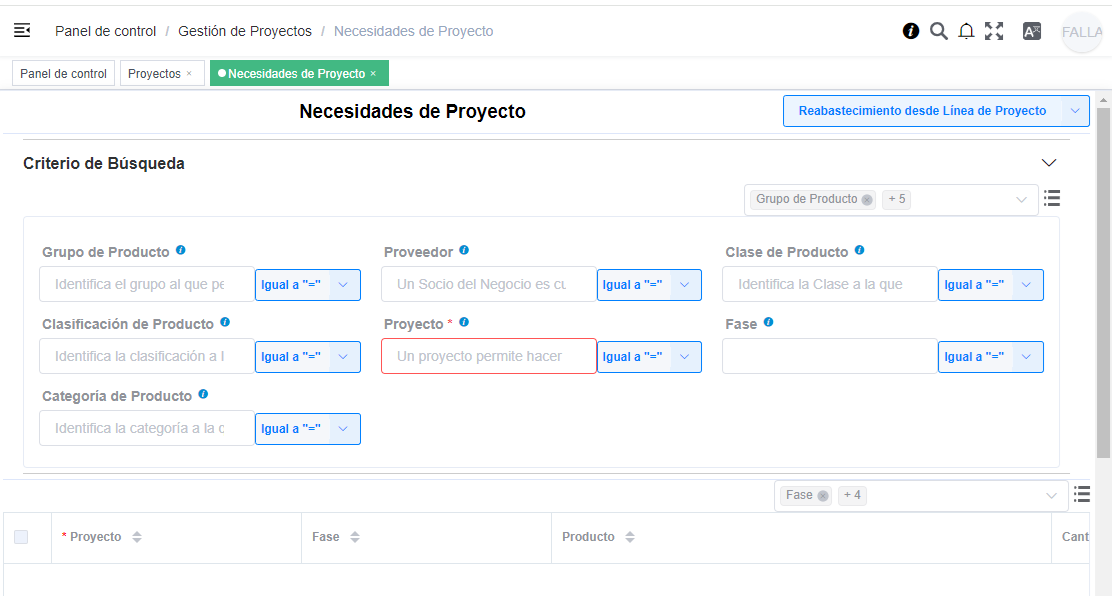 Panel de control / Gestión de Proyectos / Necesidades de Proyecto
FALLA
Panel de control
Proyectos ×
Necesidades de Proyecto ×
Necesidades de Proyecto
Reabastecimiento desde Línea de Proyecto
Criterio de Búsqueda
Grupo de Producto + 5
Grupo de Producto Proveedor Clase de Producto
Identifica el grupo al que pe Igual a "=" Un Socio del Negocio es cu Igual a "=" Identifica la Clase a la que Igual a "="
Clasificación de Producto Proyecto * Fase
Identifica la clasificación a l Igual a "=" Un proyecto permite hacer Igual a "=" Igual a "="
Categoría de Producto
Identifica la categoría a la c Igual a "="
Fase + 4
* Proyecto Fase Producto Cant